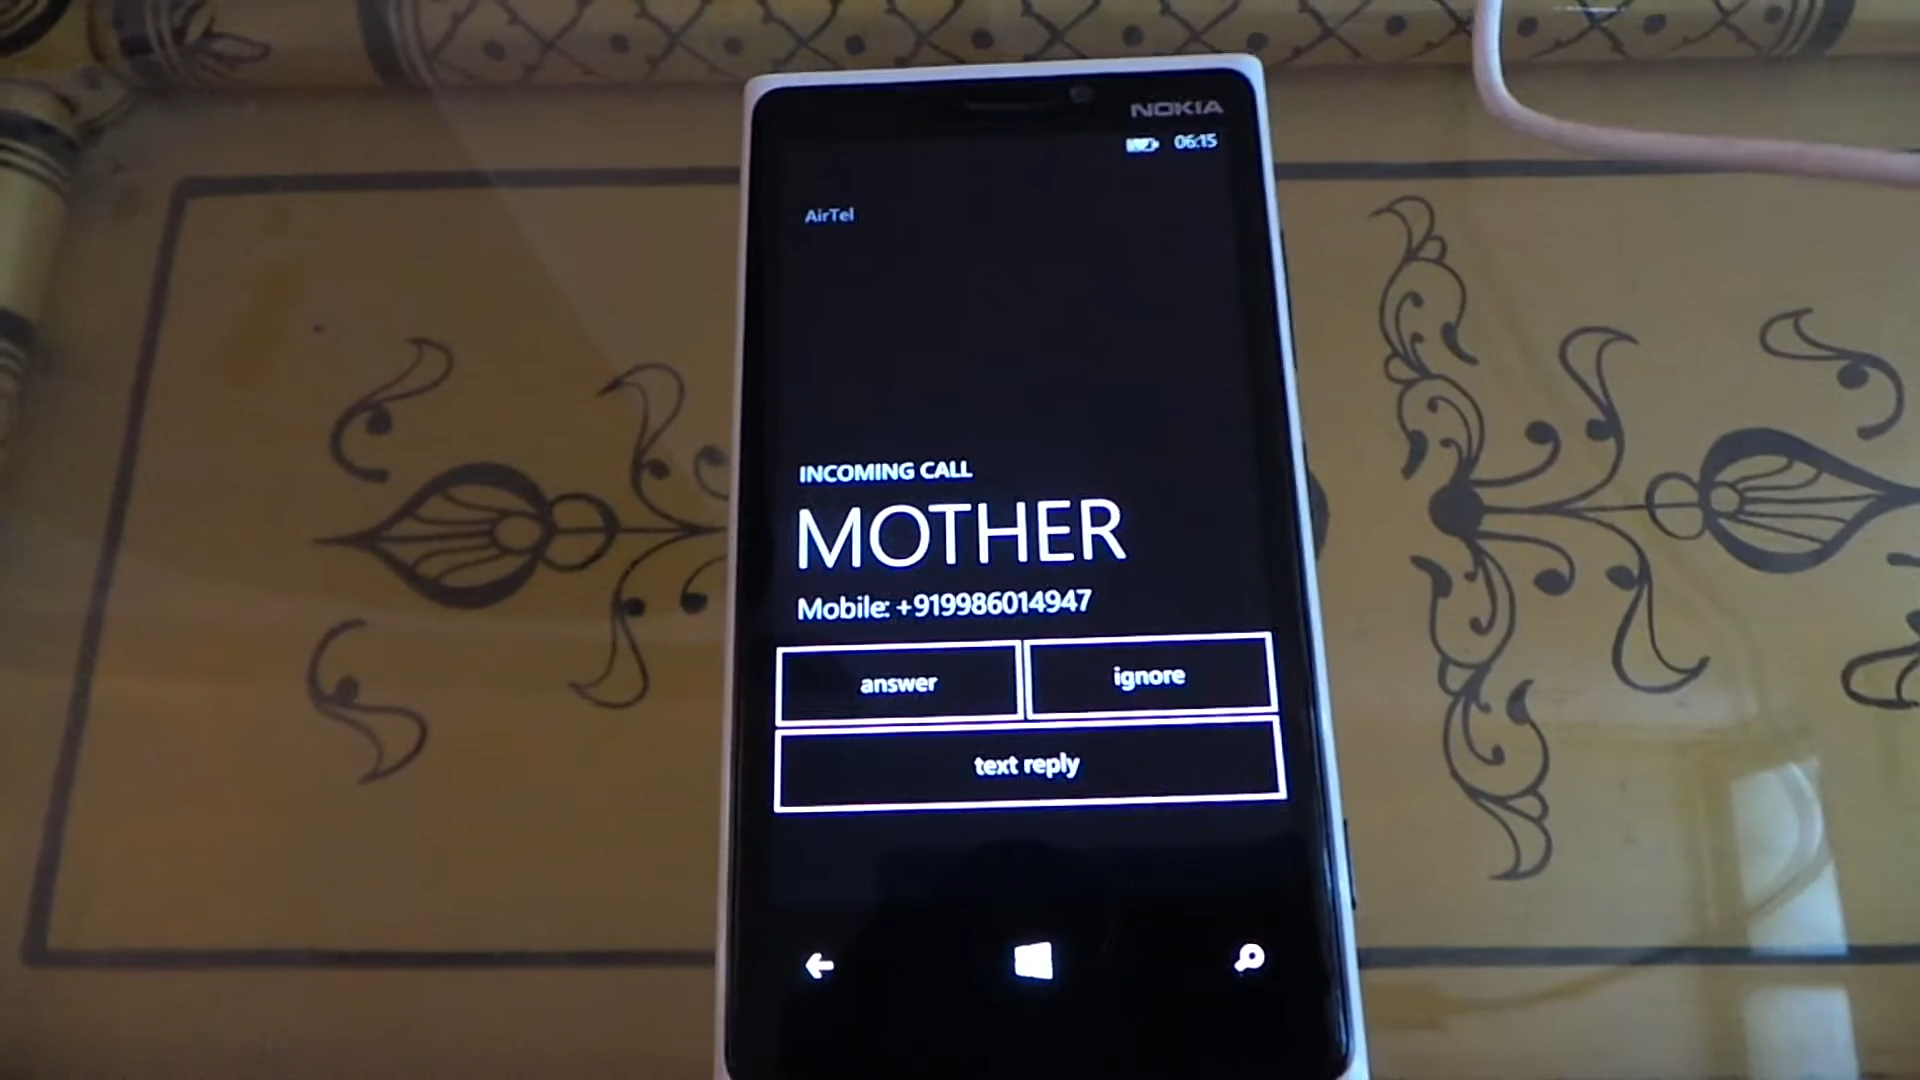 NOKIA
06:15
AirTel
INCOMING CALL
MOTHER
Mobile: +919986014947
answer
ignore
text reply